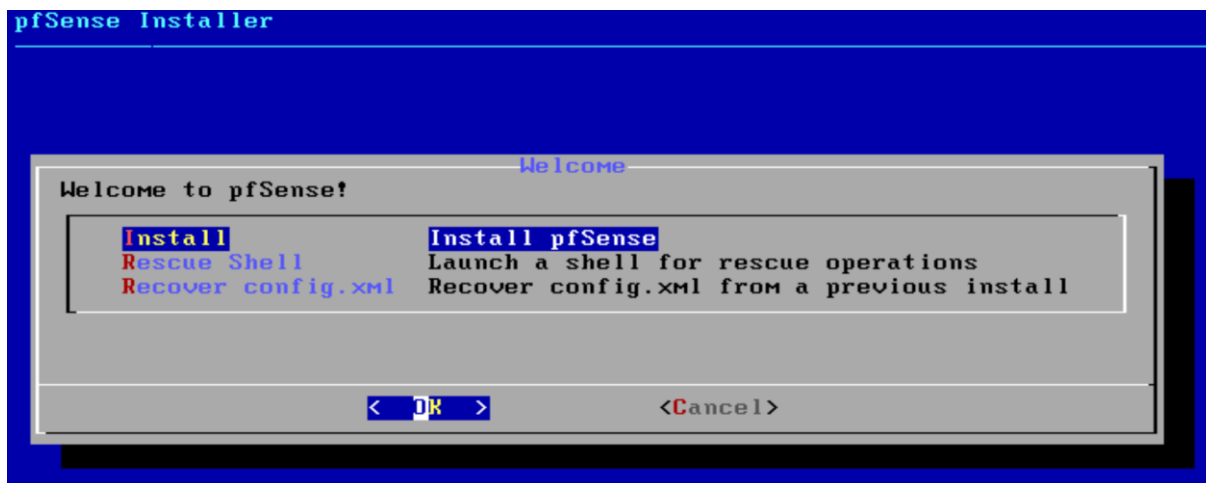 pfSense Installer
Welcome
Welcome to pfSense!
Install Install pfSense
Rescue Shell Launch a shell for rescue operations
Recover config.xml Recover config.xml from a previous install
< OK > <Cancel>